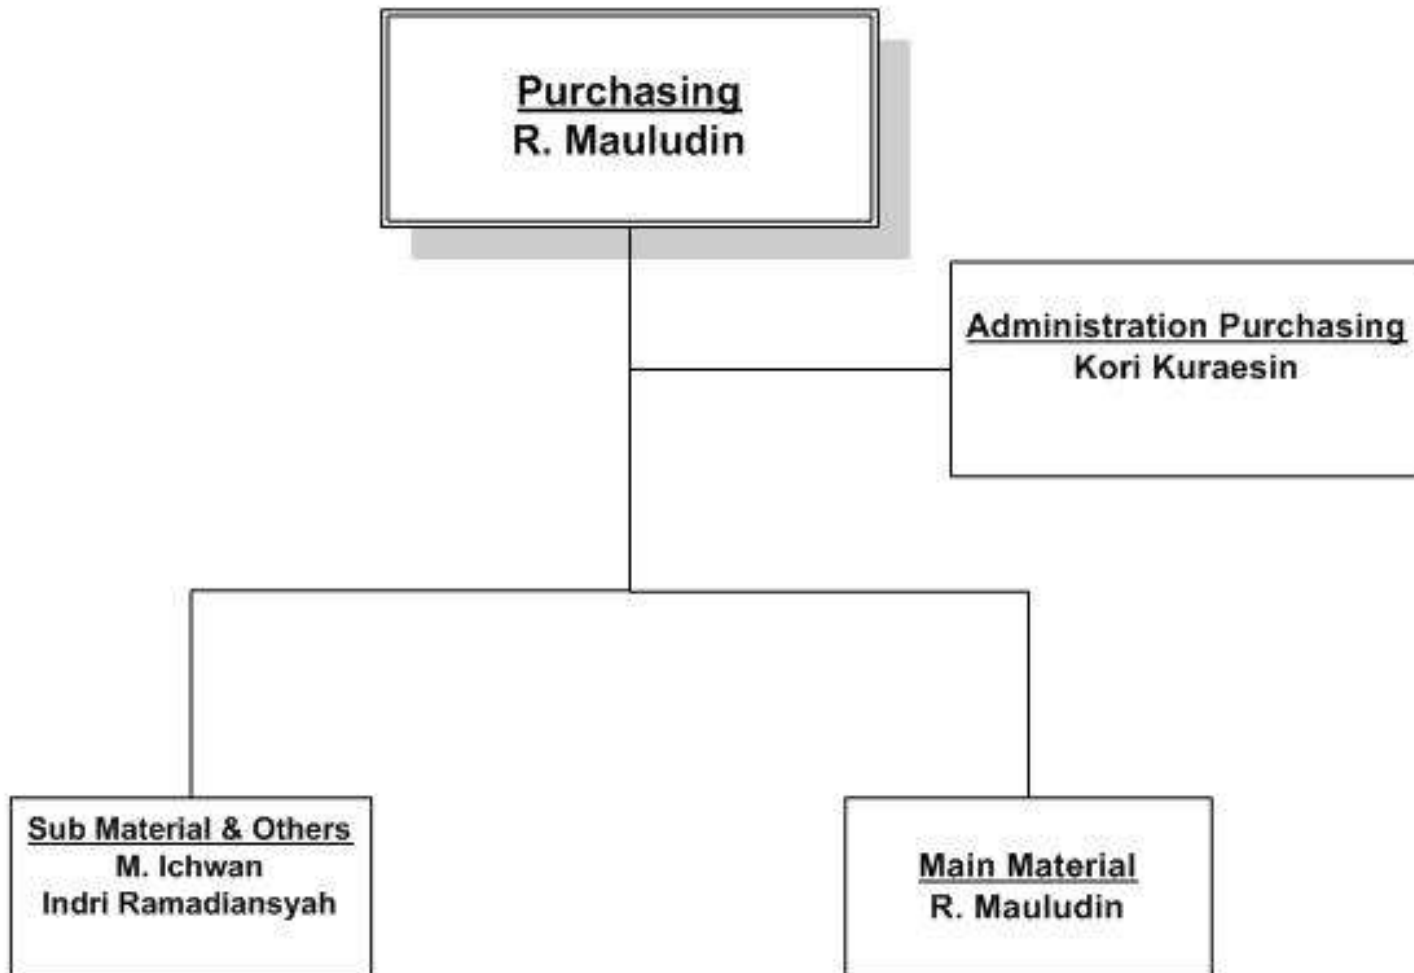 Purchasing
R. Mauludin
Administration Purchasing
Kori Kuraesin
Sub Material & Others
M. Ichwan
Indri Ramadiansyah
Main Material
R. Mauludin